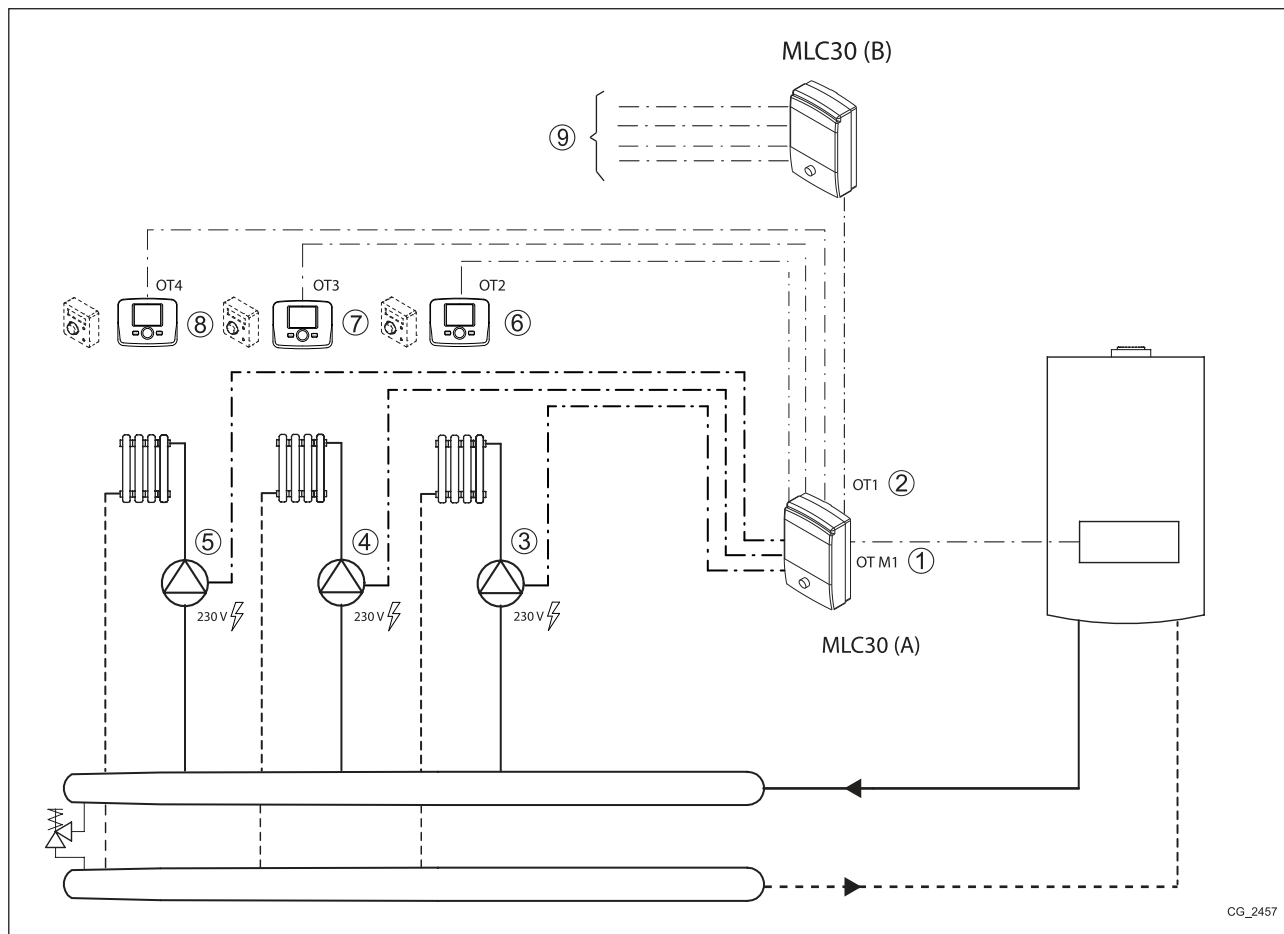 MLC30 (B)
⑨
OT4
OT3
OT2
⑧
⑦
⑥
OT1 ②
OT M1 ①
⑤
④
③
230 V
230 V
230 V
MLC30 (A)
CG_2457